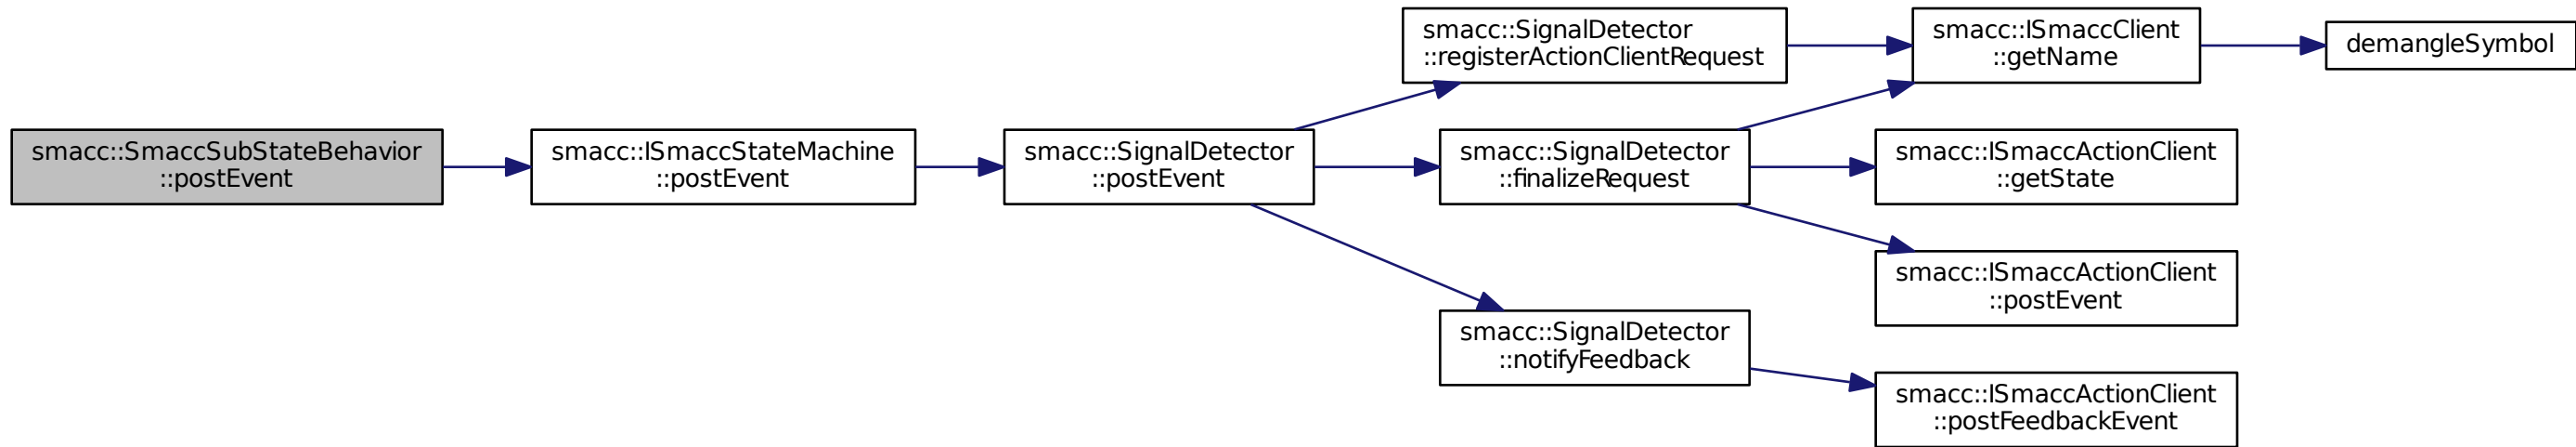 smacc::SmaccSubStateBehavior
::postEvent
smacc::ISmaccStateMachine
::postEvent
smacc::SignalDetector
::postEvent
smacc::SignalDetector
::registerActionClientRequest
smacc::SignalDetector
::finalizeRequest
smacc::SignalDetector
::notifyFeedback
smacc::ISmaccClient
::getName
smacc::ISmaccActionClient
::getState
smacc::ISmaccActionClient
::postEvent
smacc::ISmaccActionClient
::postFeedbackEvent
demangleSymbol